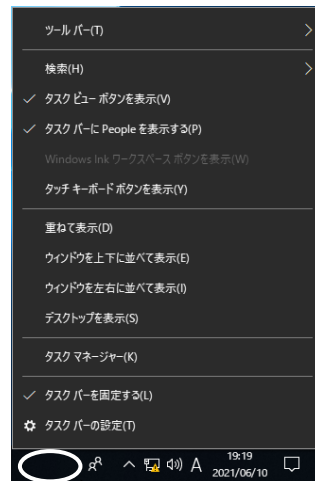 ツール バー(T)
検索(H)
タスク ビュー ボタンを表示(V)
タスク バーに People を表示する(P)
Windows Ink ワークスペース ボタンを表示(W)
タッチ キーボード ボタンを表示(Y)
重ねて表示(D)
ウィンドウを上下に並べて表示(E)
ウィンドウを左右に並べて表示(I)
デスクトップを表示(S)
タスク マネージャー(K)
タスク バーを固定する(L)
タスク バーの設定(T)
A
19:19
2021/06/10